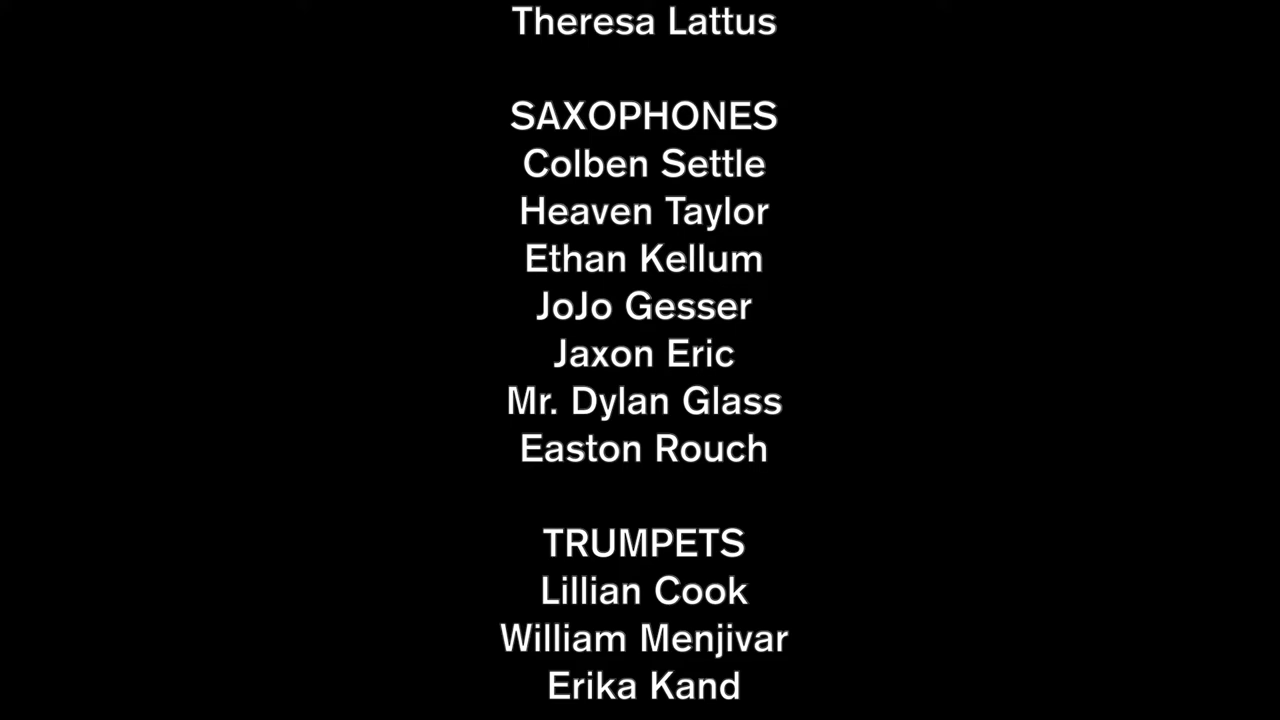 Theresa Lattus
SAXOPHONES
Colben Settle
Heaven Taylor
Ethan Kellum
JoJo Gesser
Jaxon Eric
Mr. Dylan Glass
Easton Rouch
TRUMPETS
Lillian Cook
William Menjivar
Erika Kand